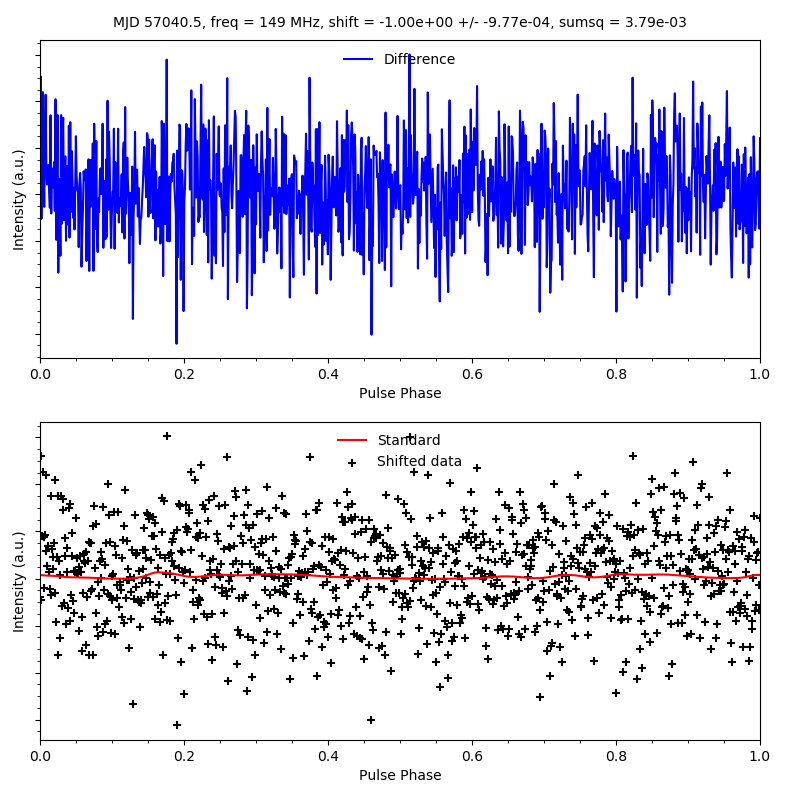 MJD 57040.5, freq = 149 MHz, shift = -1.00e+00 +/- -9.77e-04, sumsq = 3.79e-03
Difference
Intensity (a.u.)
0.0 0.2 0.4 0.6 0.8 1.0
Pulse Phase
Standard
Shifted data
Intensity (a.u.)
0.0 0.2 0.4 0.6 0.8 1.0
Pulse Phase